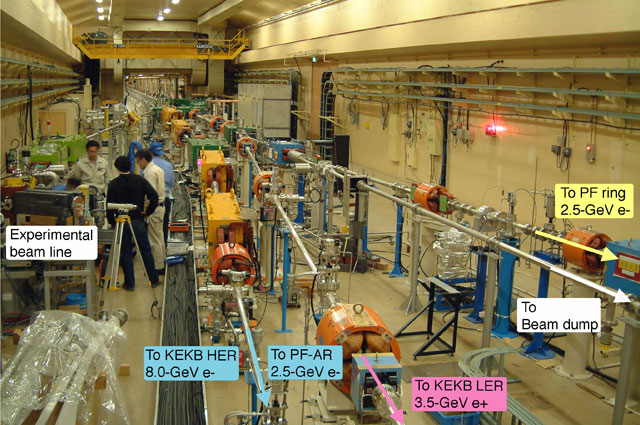 To PF ring
2.5-GeV e-
Experimental
beam line
To
Beam dump
To KEKB HER
8.0-GeV e-
To PF-AR
2.5-GeV e-
To KEKB LER
3.5-GeV e+